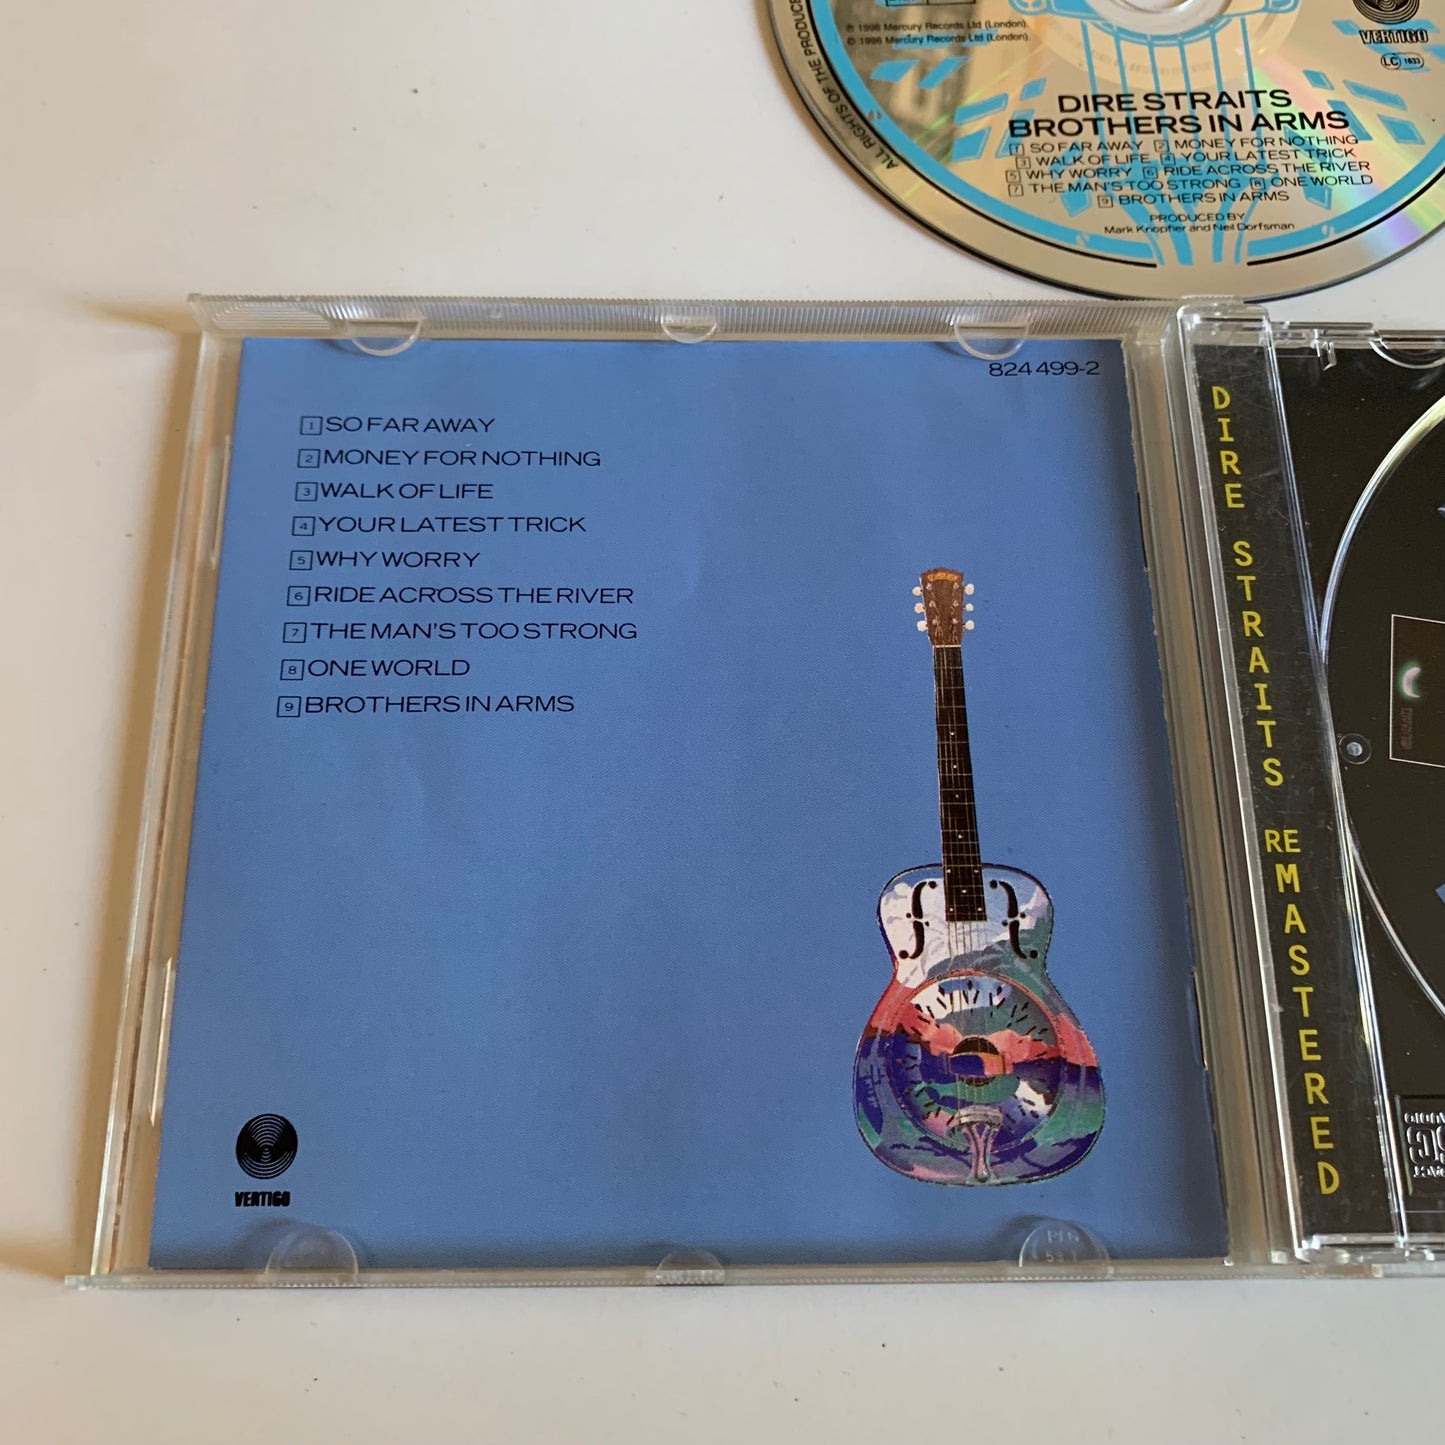 ALL RIGHTS OF THE PRODUCE
℗ 1996 Mercury Records Ltd (London).
© 1996 Mercury Records Ltd (London).
VERTIGO
LC 1633
DIRE STRAITS
BROTHERS IN ARMS
1 SO FAR AWAY 2 MONEY FOR NOTHING
3 WALK OF LIFE 4 YOUR LATEST TRICK
5 WHY WORRY 6 RIDE ACROSS THE RIVER
7 THE MAN'S TOO STRONG 8 ONE WORLD
9 BROTHERS IN ARMS
PRODUCED BY
Mark Knopfler and Neil Dorfsman
824 499-2
1 SO FAR AWAY
2 MONEY FOR NOTHING
3 WALK OF LIFE
4 YOUR LATEST TRICK
5 WHY WORRY
6 RIDE ACROSS THE RIVER
7 THE MAN'S TOO STRONG
8 ONE WORLD
9 BROTHERS IN ARMS
VERTIGO
DIRE STRAITS REMASTERED